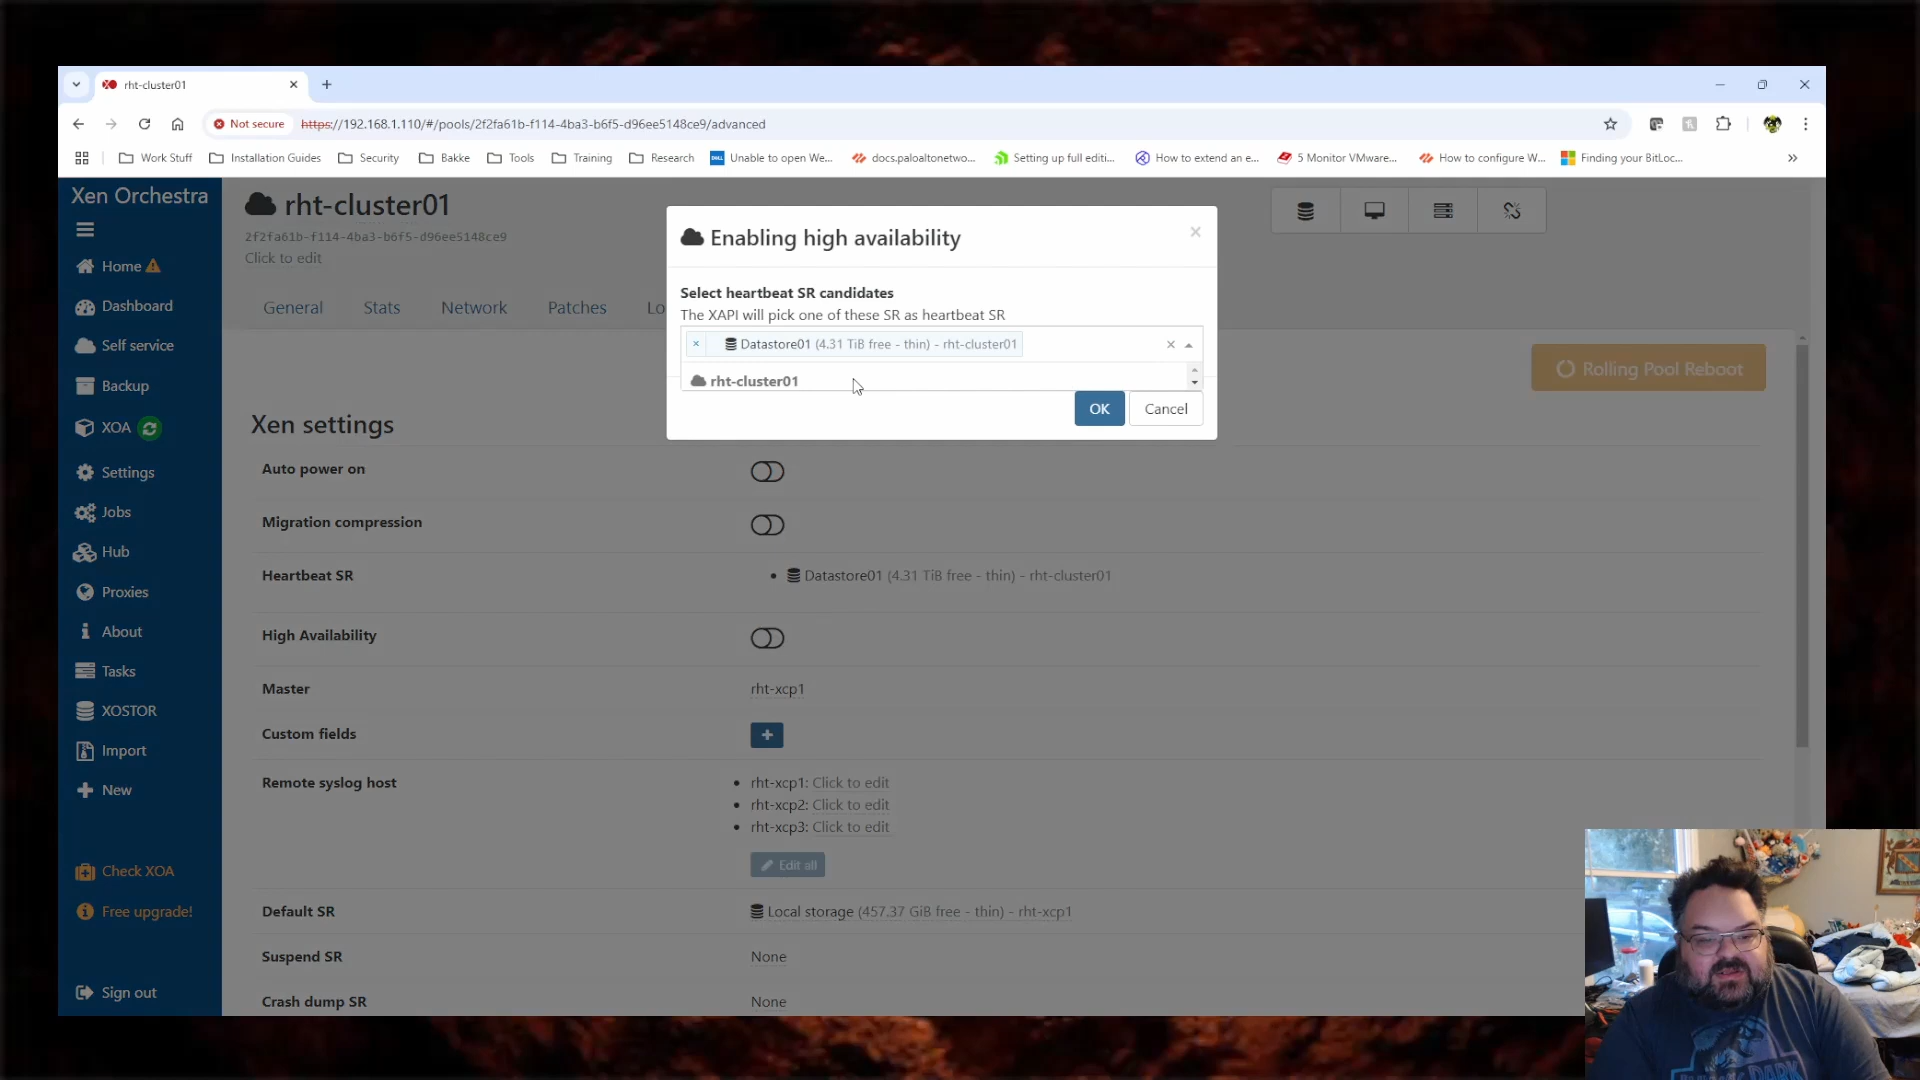 rht-cluster01
Not secure
https://192.168.1.110/#/pools/2f2fa61b-f114-4ba3-b6f5-d96ee5148ce9/advanced
Work Stuff
Installation Guides
Security
Bakke
Tools
Training
Research
Unable to open We...
docs.paloaltonetwo...
Setting up full editi...
How to extend an e...
5 Monitor VMware...
How to configure W...
Finding your BitLoc...
Xen Orchestra
Home
Dashboard
Self service
Backup
XOA
Settings
Jobs
Hub
Proxies
About
Tasks
XOSTOR
Import
New
Check XOA
Free upgrade!
Sign out
rht-cluster01
2f2fa61b-f114-4ba3-b6f5-d96ee5148ce9
Click to edit
General
Stats
Network
Patches
Lo
Enabling high availability
Select heartbeat SR candidates
The XAPI will pick one of these SR as heartbeat SR
Datastore01 (4.31 TiB free - thin) - rht-cluster01
rht-cluster01
OK
Cancel
Rolling Pool Reboot
Xen settings
Auto power on
Migration compression
Heartbeat SR
Datastore01 (4.31 TiB free - thin) - rht-cluster01
High Availability
Master
rht-xcp1
Custom fields
Remote syslog host
rht-xcp1: Click to edit
rht-xcp2: Click to edit
rht-xcp3: Click to edit
Edit all
Default SR
Local storage (457.37 GiB free - thin) - rht-xcp1
Suspend SR
None
Crash dump SR
None